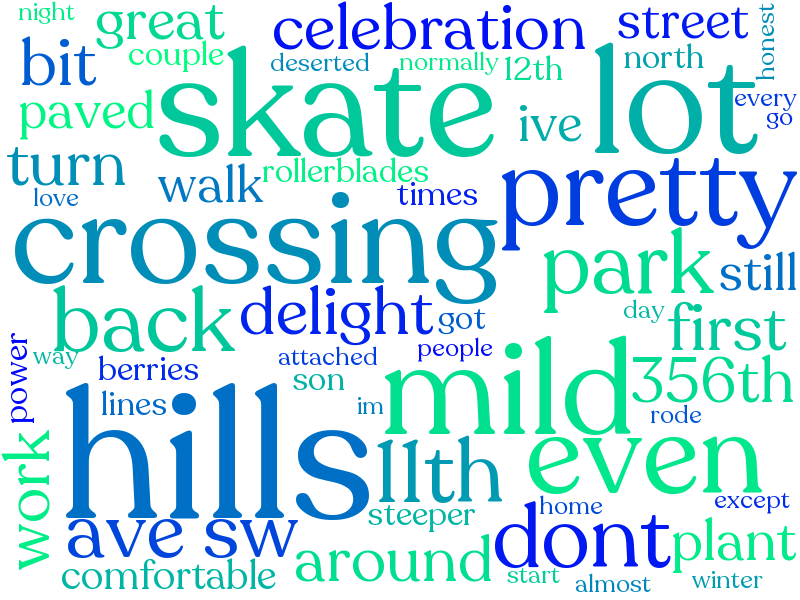 night
great
celebration
street
honest
bit
couple
deserted
normally
12th
north
skate
lot
every
go
paved
ive
turn
walk
rollerblades
times
pretty
love
crossing
park
still
back
delight
got
day
first
power
way
berries
attached
people
son
mild
356th
lines
im
rode
hills
work
11th
even
ave sw
steeper
home
except
dont
plant
comfortable
around
start
almost
winter